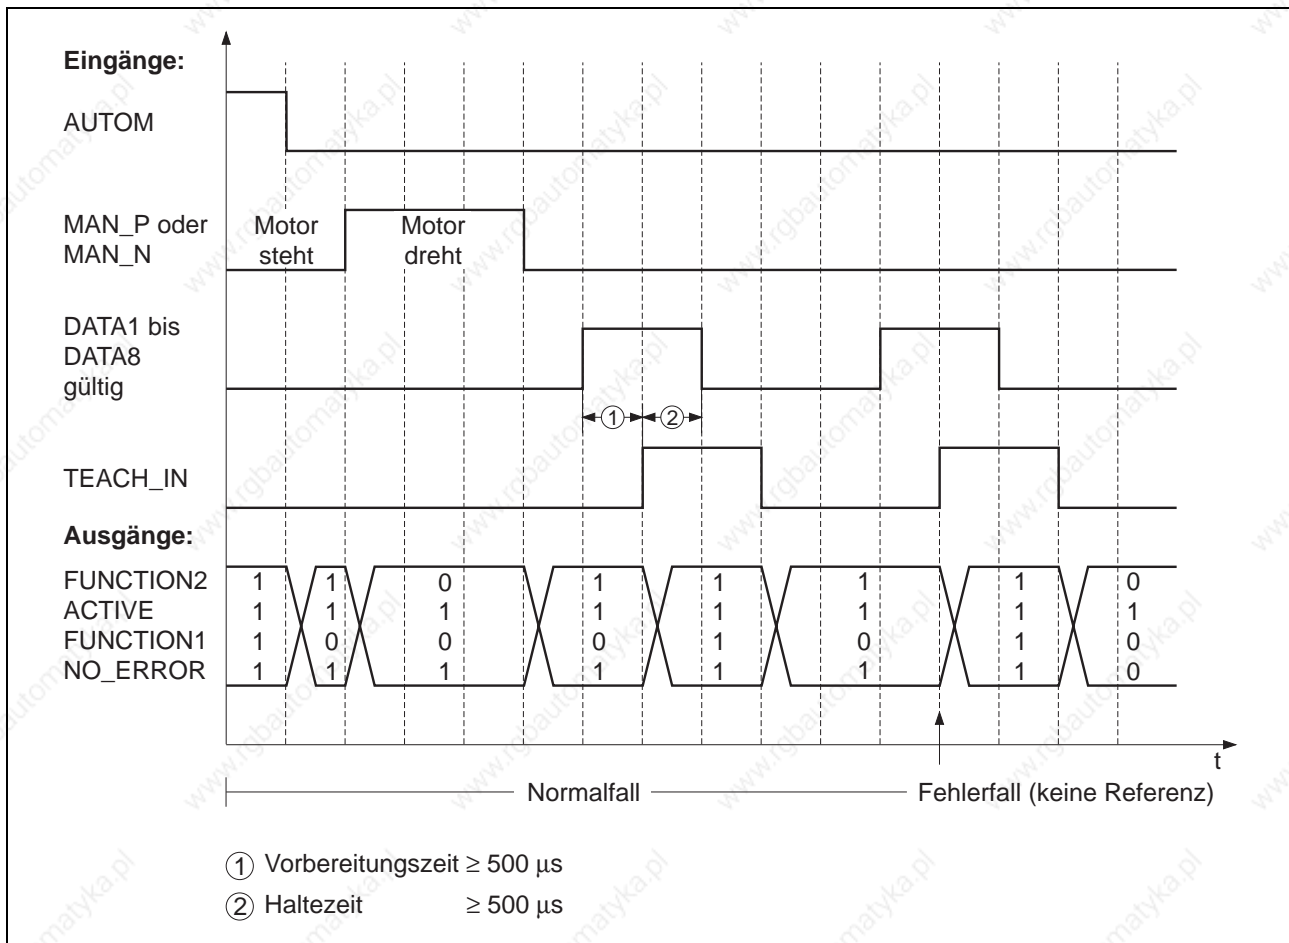 Eingänge:
AUTOM
MAN_P oder
MAN_N
Motor
steht
Motor
dreht
DATA1 bis
DATA8
gültig
1 2
TEACH_IN
Ausgänge:
FUNCTION2 1 1 0 1 1 1 1 0
ACTIVE 1 1 1 1 1 1 1 1
FUNCTION1 1 0 0 0 1 0 1 0
NO_ERROR 1 1 1 1 1 1 1 0
t
Normalfall Fehlerfall (keine Referenz)
1 Vorbereitungszeit ≥ 500 µs
2 Haltezeit ≥ 500 µs
www.rgbautomatyka.pl